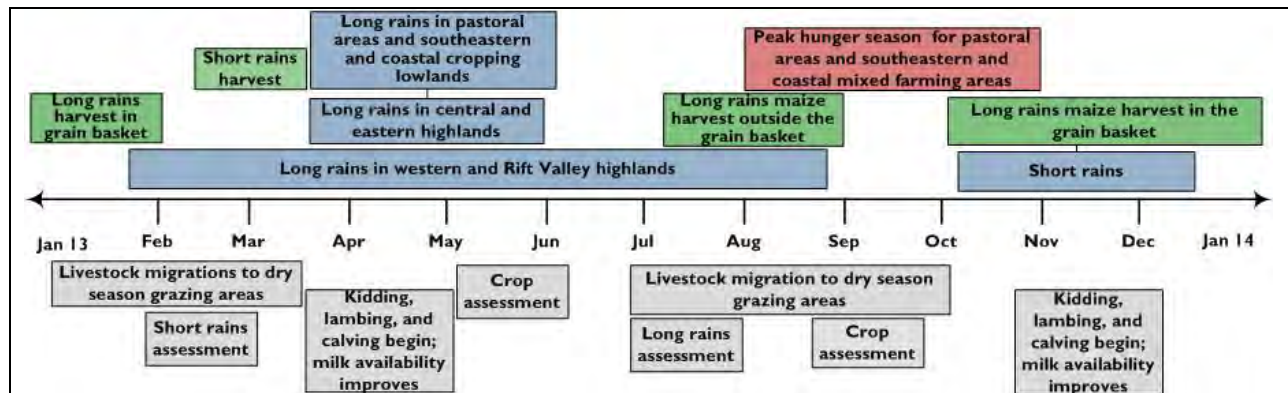 Long rains in pastoral
areas and southeastern
and coastal cropping
lowlands
Peak hunger season for pastoral
areas and southeastern and
coastal mixed farming areas
Short rains
harvest
Long rains
harvest in
grain basket
Long rains in central and
eastern highlands
Long rains maize
harvest outside the
grain basket
Long rains maize harvest in the
grain basket
Long rains in western and Rift Valley highlands
Short rains
Jan 13
Feb
Mar
Apr
May
Jun
Jul
Aug
Sep
Oct
Nov
Dec
Jan 14
Livestock migrations to dry
season grazing areas
Crop
assessment
Livestock migration to dry season
grazing areas
Kidding,
lambing, and
calving begin;
milk availability
improves
Kidding,
lambing, and
calving begin;
milk availability
improves
Short rains
assessment
Long rains
assessment
Crop
assessment